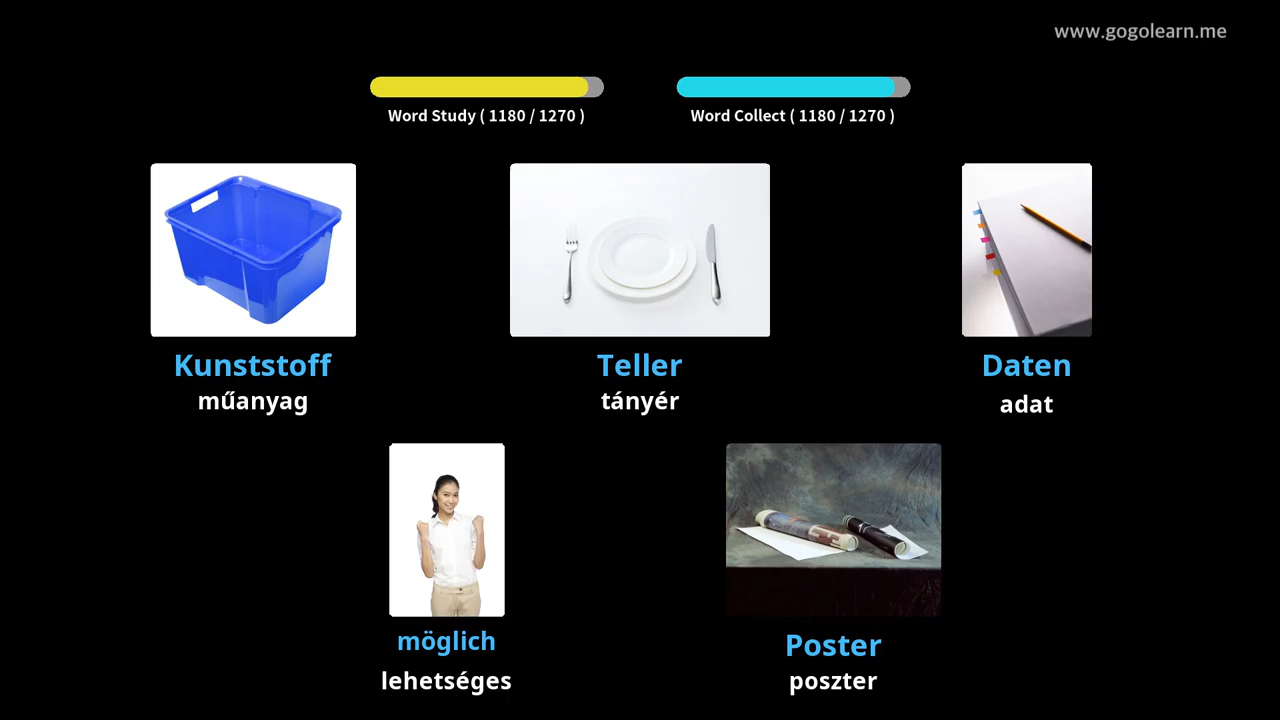 www.gogolearn.me
Word Study ( 1180 / 1270 )
Word Collect ( 1180 / 1270 )
Kunststoff
műanyag
Teller
tányér
Daten
adat
möglich
lehetséges
Poster
poszter